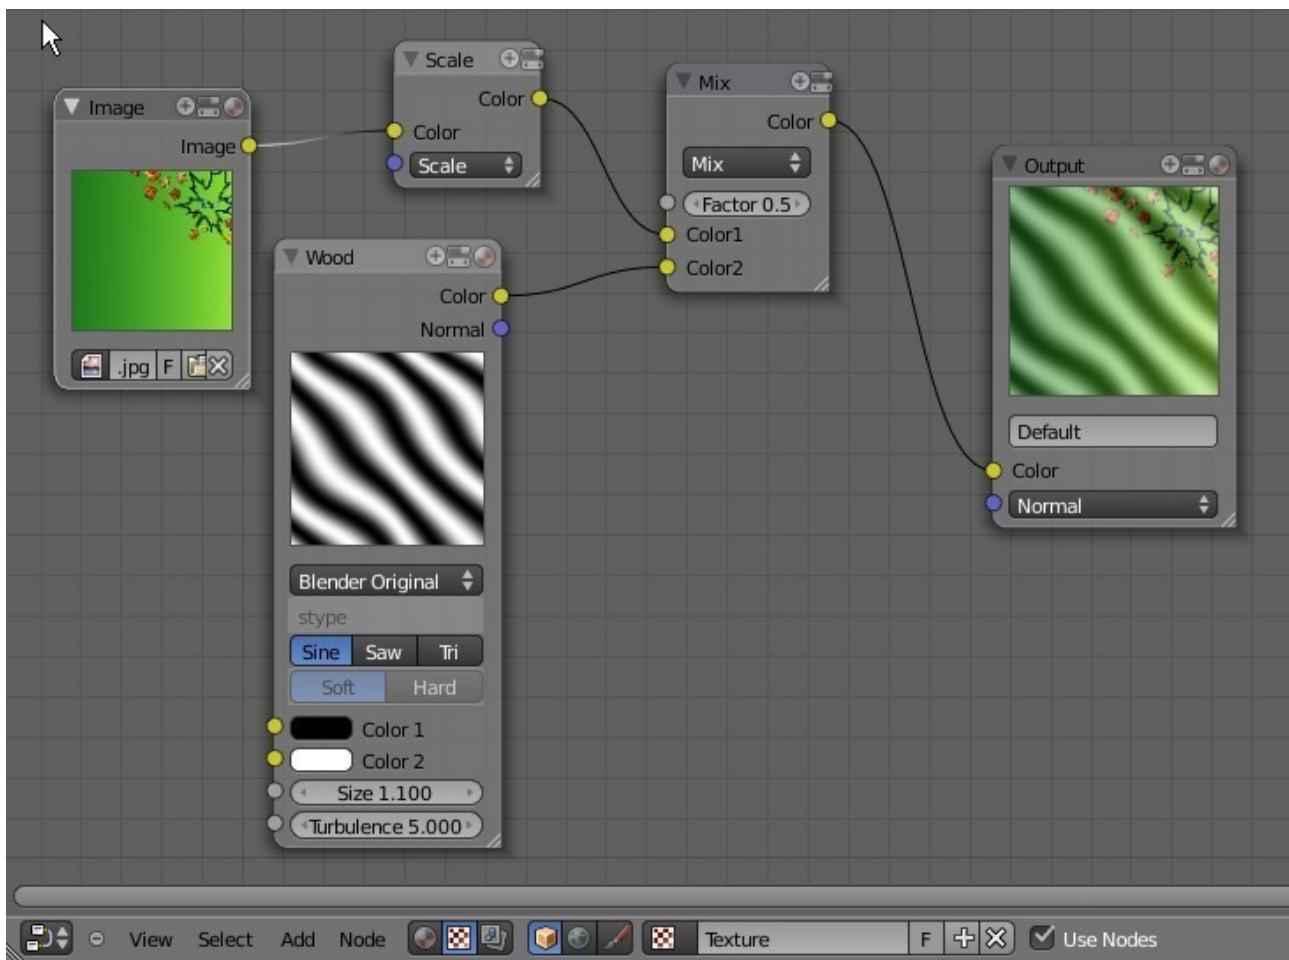 Image
Image
.jpg F
Scale
Color
Color
Scale
Wood
Color
Normal
Blender Original
stype
Sine Saw Tri
Soft Hard
Color 1
Color 2
Size 1.100
Turbulence 5.000
Mix
Color
Mix
Factor 0.5
Color1
Color2
Output
Default
Color
Normal
View Select Add Node Texture F Use Nodes